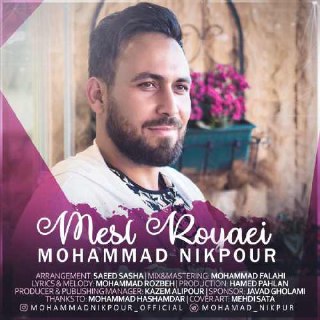 Mesl Royaei
MOHAMMAD NIKPOUR
ARRANGEMENT: SAEED SASHA | MIX&MASTERING: MOHAMMAD FALAHI
LYRICS & MELODY: MOHAMMAD ROZBEH | PRODUCTION: HAMED PAHLAN
PRODUCER & PUBLISHING MANAGER: KAZEM ALIPOUR | SPONSOR: JAVAD GHOLAMI
THANKS TO: MOHAMMAD HASHAMDAR | COVER ART: MEHDI SATA
MOHAMMADNIKPOUR_OFFICIAL MOHAMAD_NIKPUR